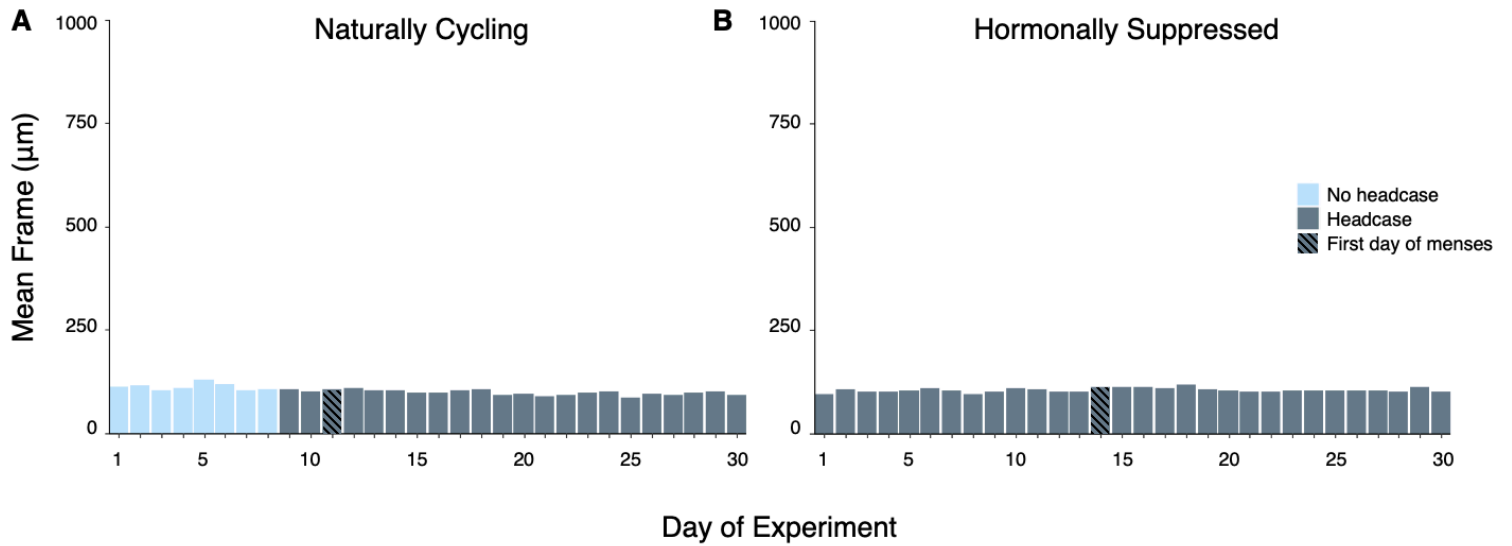 A
Naturally Cycling
1000
750
500
250
0
Mean Frame (µm)
1 5 10 15 20 25 30
B
Hormonally Suppressed
1000
750
500
250
0
1 5 10 15 20 25 30
No headcase
Headcase
First day of menses
Day of Experiment